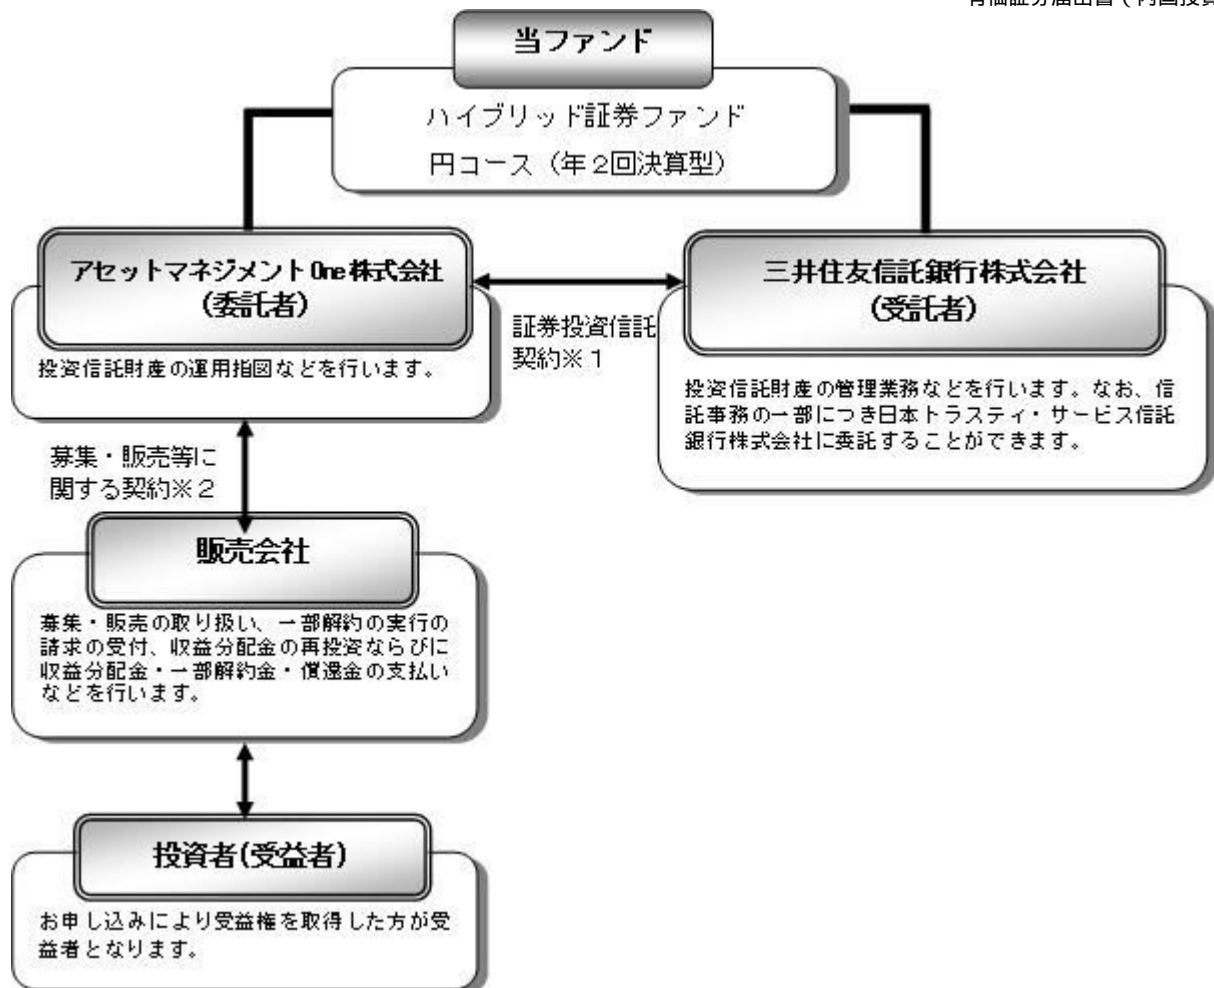 当ファンド
ハイブリッド証券ファンド
円コース（年２回決算型）
アセットマネジメントOne株式会社
(委託者)
投資信託財産の運用指図などを行います。
証券投資信託
契約※１
三井住友信託銀行株式会社
(受託者)
投資信託財産の管理業務などを行います。なお、信
託事務の一部につき日本トラスティ・サービス信託
銀行株式会社に委託することができます。
募集・販売等に
関する契約※２
販売会社
募集・販売の取り扱い、一部解約の実行の
請求の受付、収益分配金の再投資ならびに
収益分配金・一部解約金・償還金の支払い
などを行います。
投資者(受益者)
お申し込みにより受益権を取得した方が受
益者となります。